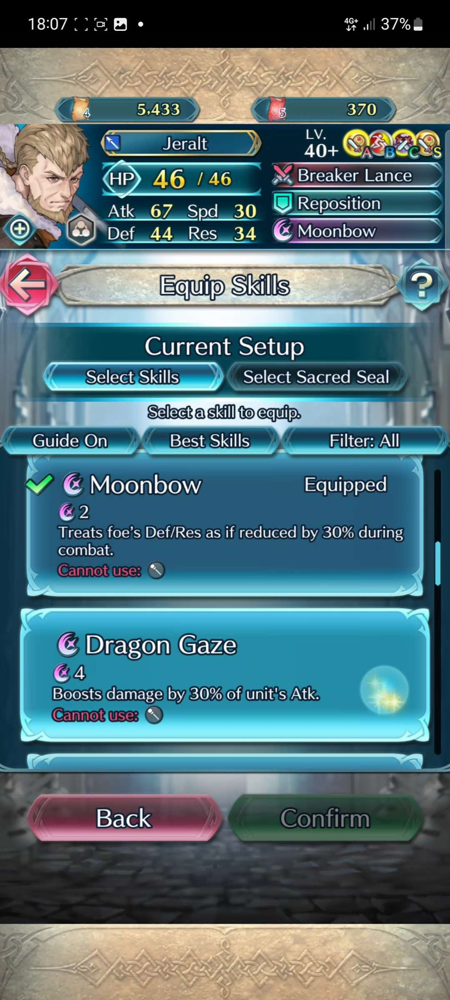 18:07
4G+ 37%
4 5,433
5 370
Jeralt
LV.
40+
A B C S
HP 46 / 46
Atk 67 Spd 30
Def 44 Res 34
Breaker Lance
Reposition
Moonbow
Equip Skills
?
Current Setup
Select Skills Select Sacred Seal
Select a skill to equip.
Guide On Best Skills Filter: All
Moonbow Equipped
2
Treats foe's Def/Res as if reduced by 30% during
combat.
Cannot use:
Dragon Gaze
4
Boosts damage by 30% of unit's Atk.
Cannot use:
Back Confirm